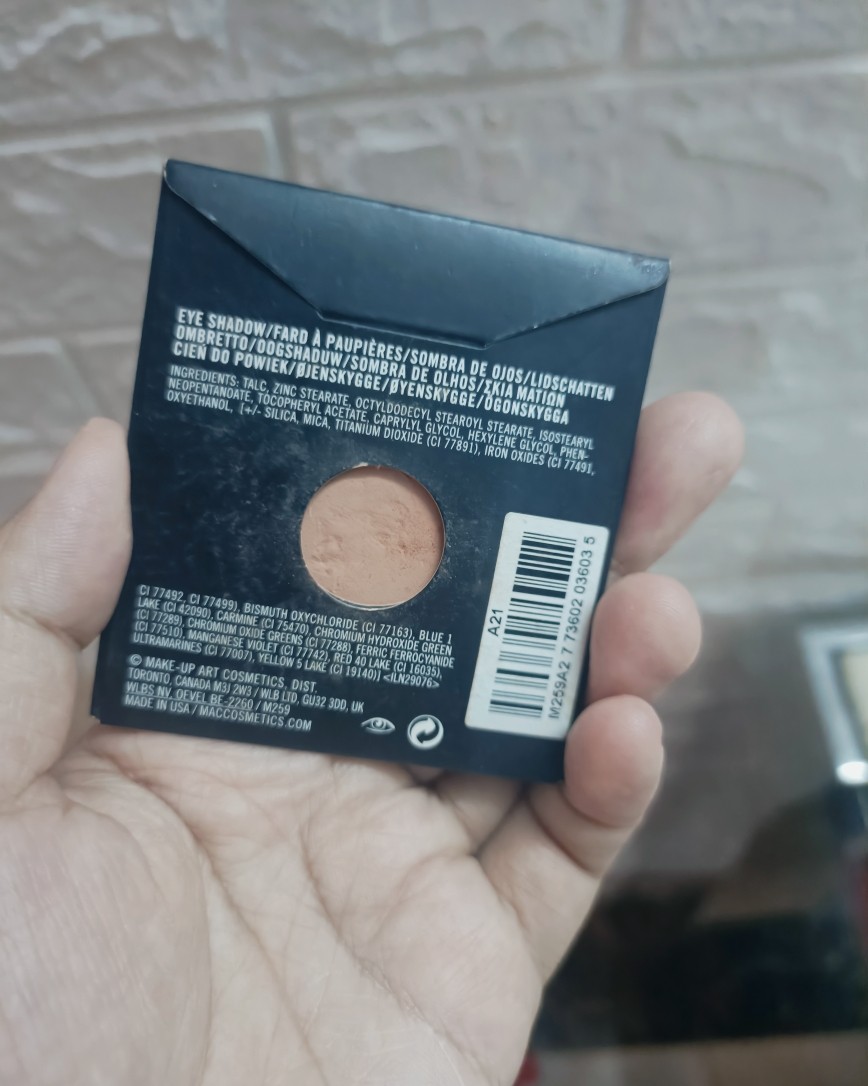 EYE SHADOW/FARD À PAUPIÈRES/SOMBRA DE OJOS/LIDSCHATTEN
OMBRETTO/OOGSHADUW/SOMBRA DE OLHOS/ΣΚΙΑ ΜΑΤΙΩΝ
CIEŃ DO POWIEK/ØJENSKYGGE/ØYENSKYGGE/ÖGONSKYGGA
INGREDIENTS: TALC, ZINC STEARATE, OCTYLDODECYL STEAROYL STEARATE, ISOSTEARYL
NEOPENTANOATE, TOCOPHERYL ACETATE, CAPRYLYL GLYCOL, HEXYLENE GLYCOL, PHEN-
OXYETHANOL, [+/- SILICA, MICA, TITANIUM DIOXIDE (CI 77891), IRON OXIDES (CI 77491,
CI 77492, CI 77499), BISMUTH OXYCHLORIDE (CI 77163), BLUE 1
LAKE (CI 42090), CARMINE (CI 75470), CHROMIUM HYDROXIDE GREEN
(CI 77289), CHROMIUM OXIDE GREENS (CI 77288), FERRIC FERROCYANIDE
(CI 77510), MANGANESE VIOLET (CI 77742), RED 40 LAKE (CI 16035),
ULTRAMARINES (CI 77007), YELLOW 5 LAKE (CI 19140)] <ILN29076>
© MAKE-UP ART COSMETICS, DIST.
TORONTO, CANADA M3J 2W3 / WLB LTD, GU32 3DD, UK
WLBS NV, OEVEL BE-2260 / M259
MADE IN USA / MACCOSMETICS.COM
A21
M259A2 7 73602 03603 5